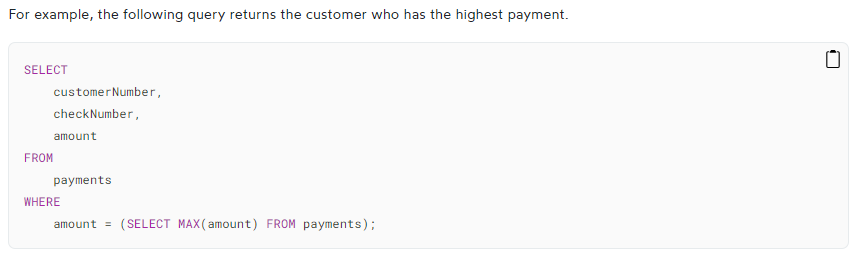 For example, the following query returns the customer who has the highest payment.
SELECT
    customerNumber,
    checkNumber,
    amount
FROM
    payments
WHERE
    amount = (SELECT MAX(amount) FROM payments);